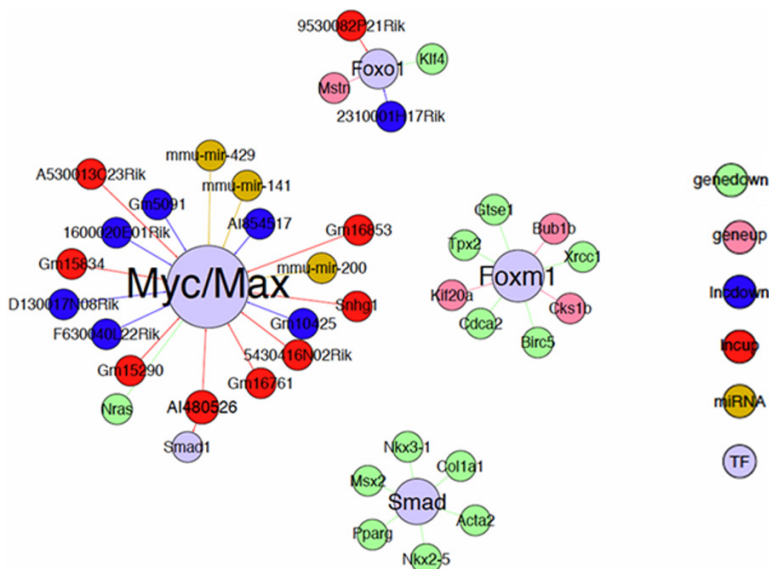 9530082P21Rik
Foxo1
Klf4
Mstn
2310001H17Rik
mmu-mir-429
A530013C23Rik
mmu-mir-141
Gm5091
AI854517
1600020E01Rik
Gm16853
Gm15834
mmu-mir-200
Myc/Max
D130017N08Rik
Snhg1
F630040L22Rik
Gm10425
5430416N02Rik
Gm15290
Gm16761
Nras
AI480526
Smad1
Gtse1
Bub1b
Tpx2
Xrcc1
Foxm1
Kif20a
Cks1b
Cdca2
Birc5
Nkx3-1
Col1a1
Msx2
Smad
Pparg
Acta2
Nkx2-5
genedown
geneup
lncdown
lncup
miRNA
TF